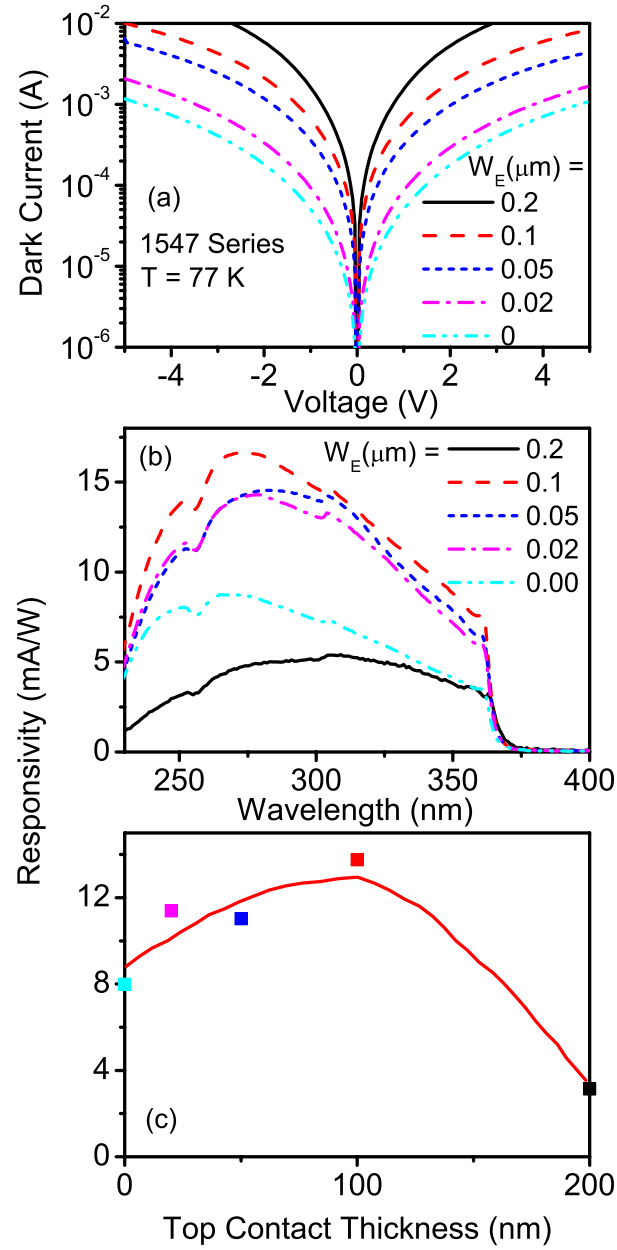 10^-2
10^-3
10^-4
10^-5
10^-6
Dark Current (A)
(a)
1547 Series
T = 77 K
W_E(μm) =
0.2
0.1
0.05
0.02
0
-4 -2 0 2 4
Voltage (V)
(b)
W_E(μm) =
0.2
0.1
0.05
0.02
0.00
15
10
5
0
250 300 350 400
Wavelength (nm)
Responsivity (mA/W)
12
8
4
0
(c)
0 100 200
Top Contact Thickness (nm)